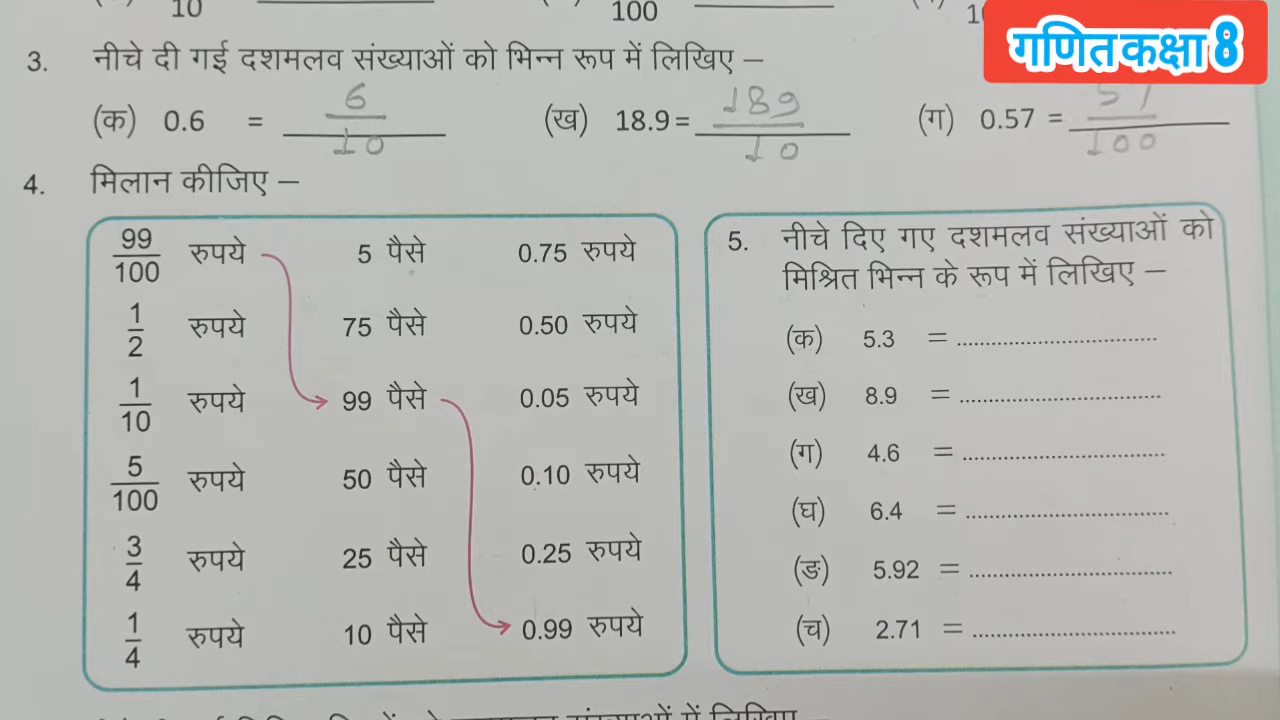 10
100
गणित कक्षा 8
3. नीचे दी गई दशमलव संख्याओं को भिन्न रूप में लिखिए –
(क) 0.6 = 6/10 (ख) 18.9 = 189/10 (ग) 0.57 = 57/100
4. मिलान कीजिए –
99/100 रुपये 5 पैसे 0.75 रुपये
1/2 रुपये 75 पैसे 0.50 रुपये
1/10 रुपये 99 पैसे 0.05 रुपये
5/100 रुपये 50 पैसे 0.10 रुपये
3/4 रुपये 25 पैसे 0.25 रुपये
1/4 रुपये 10 पैसे 0.99 रुपये
5. नीचे दिए गए दशमलव संख्याओं को
मिश्रित भिन्न के रूप में लिखिए –
(क) 5.3 = ....................
(ख) 8.9 = ....................
(ग) 4.6 = ....................
(घ) 6.4 = ....................
(ङ) 5.92 = ....................
(च) 2.71 = ....................
संख्याओं में लिखिए